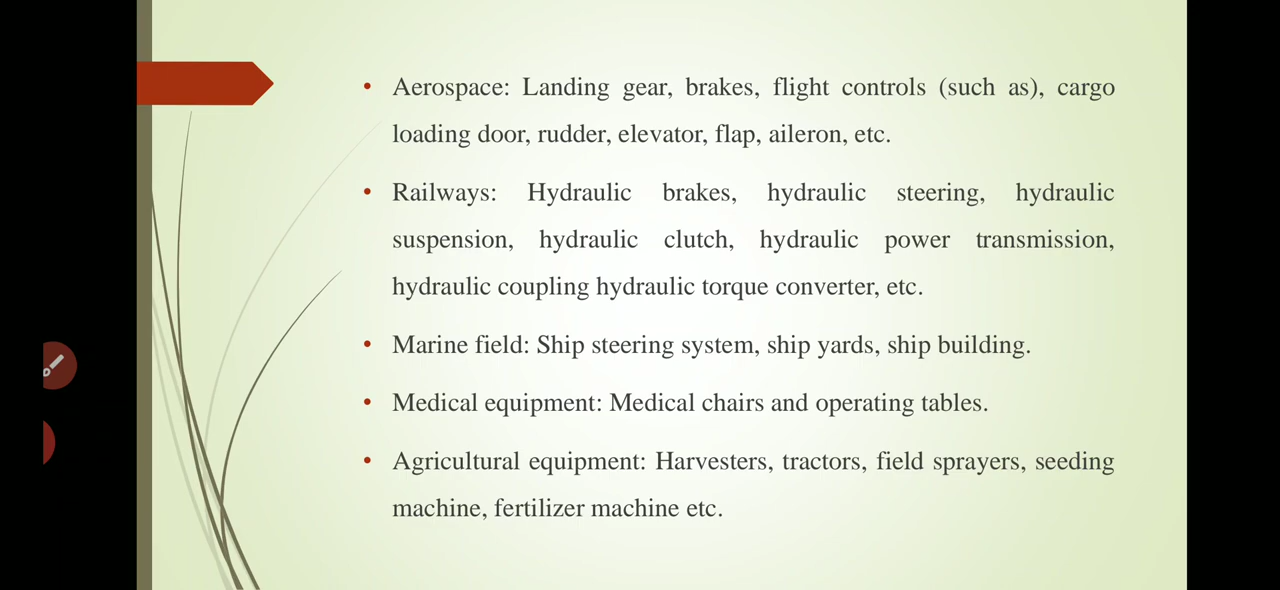 • Aerospace: Landing gear, brakes, flight controls (such as), cargo
loading door, rudder, elevator, flap, aileron, etc.
• Railways: Hydraulic brakes, hydraulic steering, hydraulic
suspension, hydraulic clutch, hydraulic power transmission,
hydraulic coupling hydraulic torque converter, etc.
• Marine field: Ship steering system, ship yards, ship building.
• Medical equipment: Medical chairs and operating tables.
• Agricultural equipment: Harvesters, tractors, field sprayers, seeding
machine, fertilizer machine etc.